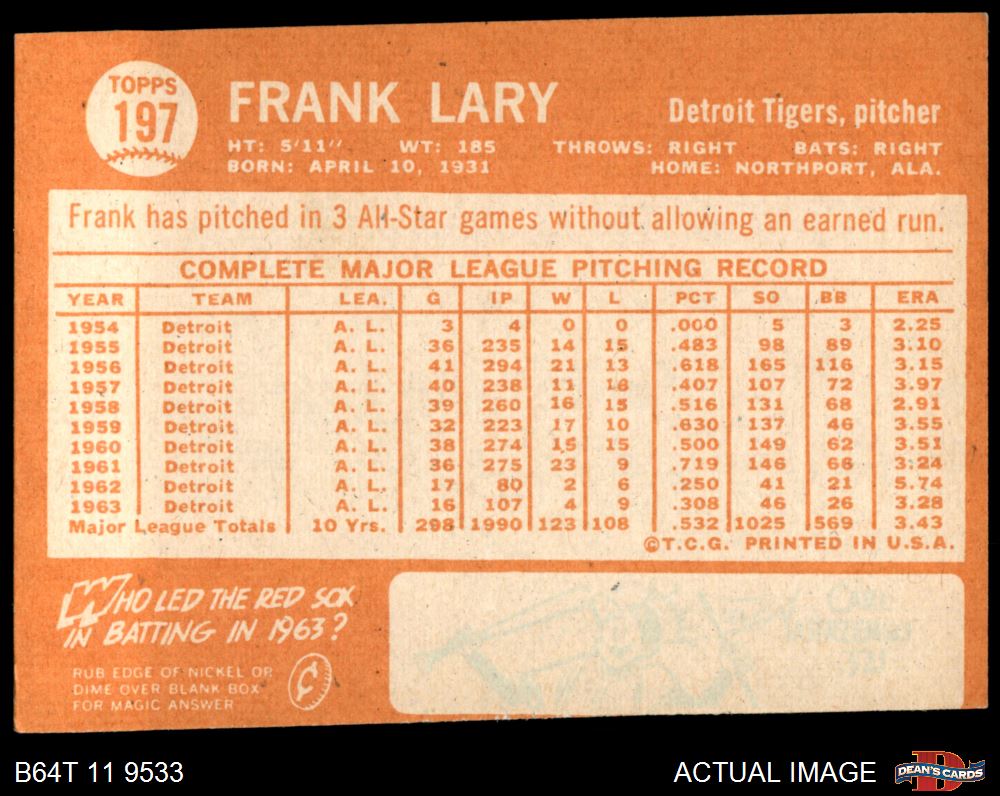 TOPPS
197
FRANK LARY
Detroit Tigers, pitcher
HT: 5'11" WT: 185 THROWS: RIGHT BATS: RIGHT
BORN: APRIL 10, 1931 HOME: NORTHPORT, ALA.
Frank has pitched in 3 All-Star games without allowing an earned run.
COMPLETE MAJOR LEAGUE PITCHING RECORD
YEAR TEAM LEA. G IP W L PCT SO BB ERA
1954 Detroit A. L. 3 4 0 0 .000 5 3 2.25
1955 Detroit A. L. 36 235 14 15 .483 98 89 3.10
1956 Detroit A. L. 41 294 21 13 .618 165 116 3.15
1957 Detroit A. L. 40 238 11 16 .407 107 72 3.97
1958 Detroit A. L. 39 260 16 15 .516 131 68 2.91
1959 Detroit A. L. 32 223 17 10 .630 137 46 3.55
1960 Detroit A. L. 38 274 15 15 .500 149 62 3.51
1961 Detroit A. L. 36 275 23 9 .719 146 66 3.24
1962 Detroit A. L. 17 80 2 6 .250 41 21 5.74
1963 Detroit A. L. 16 107 4 9 .308 46 26 3.28
Major League Totals 10 Yrs. 298 1990 123 108 .532 1025 569 3.43
©T.C.G. PRINTED IN U.S.A.
WHO LED THE RED SOX
IN BATTING IN 1963?
RUB EDGE OF NICKEL OR
DIME OVER BLANK BOX
FOR MAGIC ANSWER
B64T 11 9533
ACTUAL IMAGE
DEAN'S CARDS